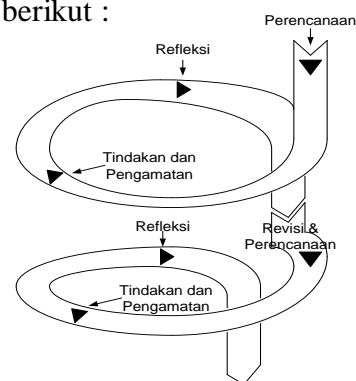 berikut :
Perencanaan
Refleksi
Tindakan dan
Pengamatan
Refleksi
Revisi &
Perencanaan
Tindakan dan
Pengamatan